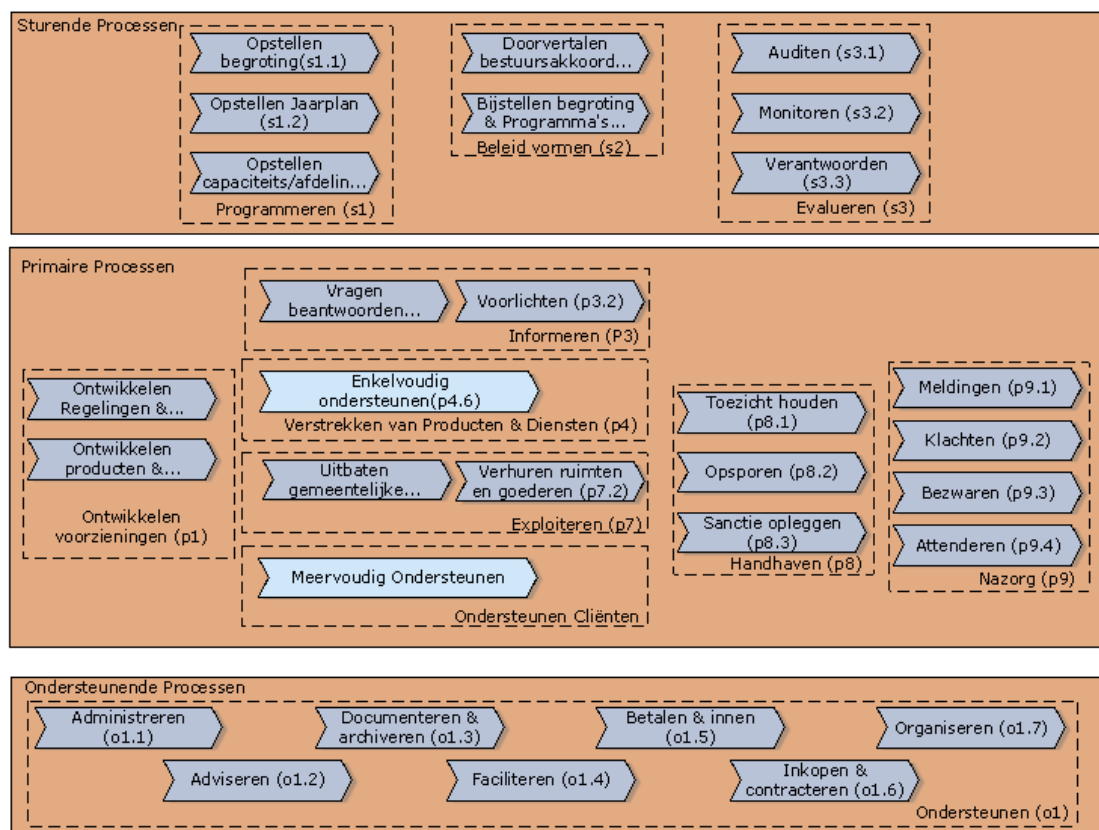 Sturende Processen
Opstellen
begroting(s1.1)
Opstellen Jaarplan
(s1.2)
Opstellen
capaciteits/afdelin...
Programmeren (s1)
Doorvertalen
bestuursakkoord...
Bijstellen begroting
& Programma's...
Beleid vormen (s2)
Auditen (s3.1)
Monitoren (s3.2)
Verantwoorden
(s3.3)
Evalueren (s3)
Primaire Processen
Ontwikkelen
Regelingen &...
Ontwikkelen
producten &...
Ontwikkelen
voorzieningen (p1)
Vragen
beantwoorden...
Voorlichten (p3.2)
Informeren (P3)
Enkelvoudig
ondersteunen(p4.6)
Verstrekken van Producten & Diensten (p4)
Uitbaten
gemeentelijke...
Verhuren ruimten
en goederen (p7.2)
Exploiteren (p7)
Meervoudig Ondersteunen
Ondersteunen Cliënten
Toezicht houden
(p8.1)
Opsporen (p8.2)
Sanctie opleggen
(p8.3)
Handhaven (p8)
Meldingen (p9.1)
Klachten (p9.2)
Bezwaren (p9.3)
Attenderen (p9.4)
Nazorg (p9)
Ondersteunende Processen
Administreren
(o1.1)
Documenteren &
archiveren (o1.3)
Betalen & innen
(o1.5)
Organiseren (o1.7)
Adviseren (o1.2)
Faciliteren (o1.4)
Inkopen &
contracteren (o1.6)
Ondersteunen (o1)